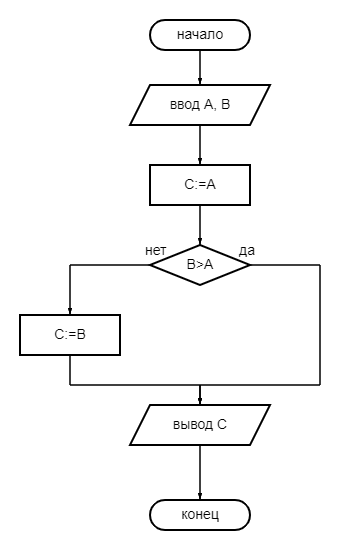 начало
ввод А, В
С:=А
нет
да
В>А
С:=В
вывод С
конец